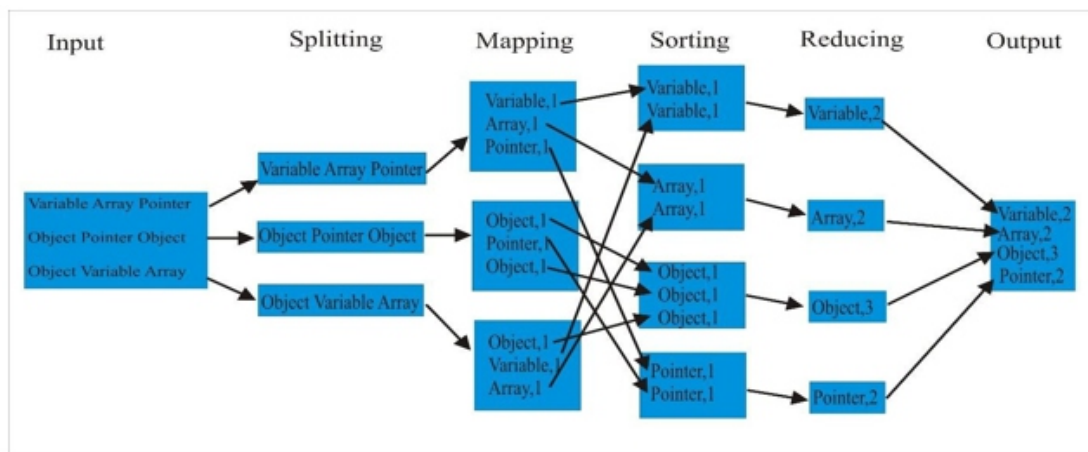 Input
Splitting
Mapping
Sorting
Reducing
Output
Variable Array Pointer
Object Pointer Object
Object Variable Array
Variable Array Pointer
Object Pointer Object
Object Variable Array
Variable,1
Array,1
Pointer,1
Object,1
Pointer,1
Object,1
Object,1
Variable,1
Array,1
Variable,1
Variable,1
Array,1
Array,1
Object,1
Object,1
Object,1
Pointer,1
Pointer,1
Variable,2
Array,2
Object,3
Pointer,2
Variable,2
Array,2
Object,3
Pointer,2